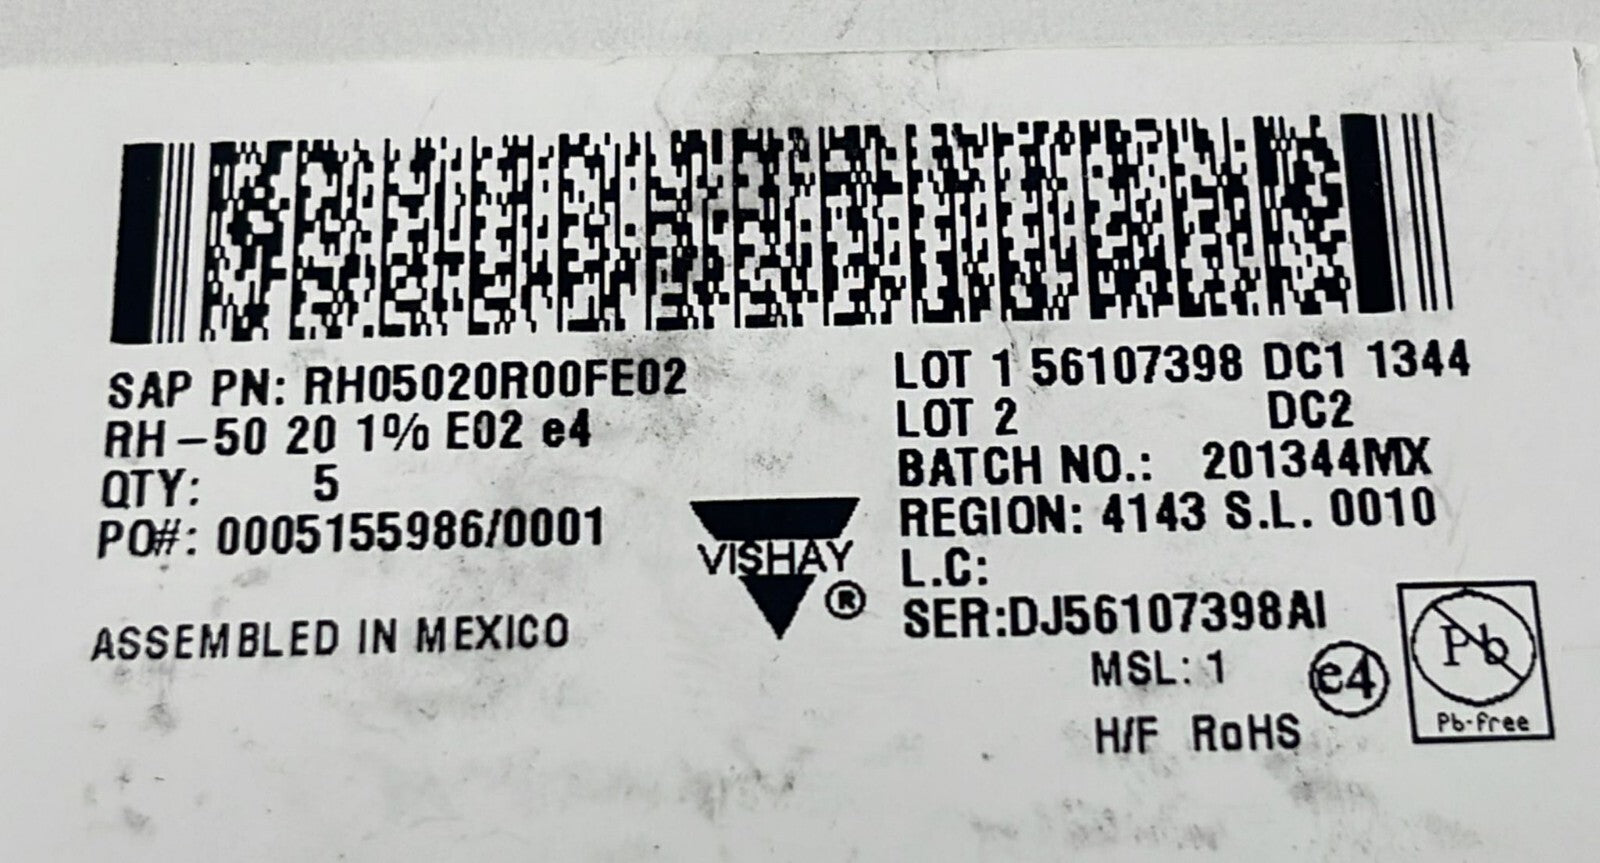 SAP PN: RH05020R00FE02
RH-50 20 1% E02 e4
QTY: 5
PO#: 0005155986/0001
ASSEMBLED IN MEXICO
VISHAY
®
LOT 1 56107398 DC1 1344
LOT 2 DC2
BATCH NO.: 201344MX
REGION: 4143 S.L. 0010
L.C:
SER:DJ56107398AI
MSL: 1
e4
H/F RoHS
Pb
Pb-free